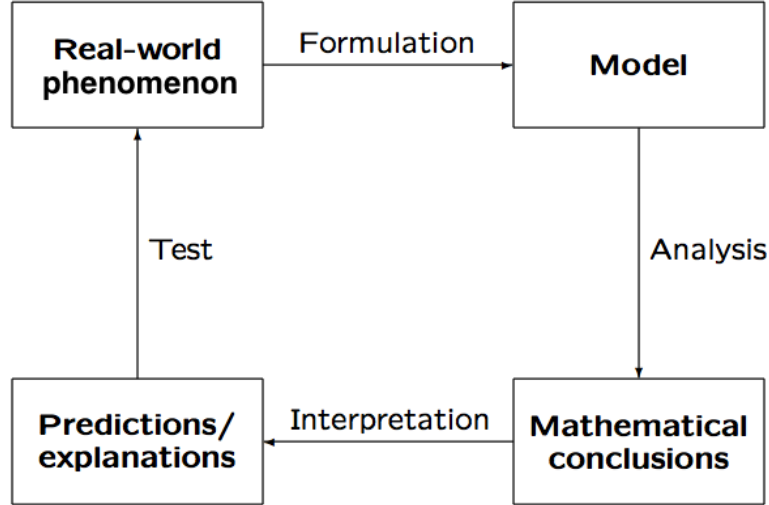 Real-world
phenomenon
Formulation
Model
Test
Analysis
Predictions/
explanations
Interpretation
Mathematical
conclusions